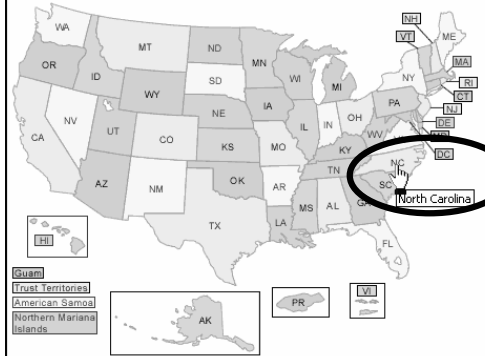 NH
WA
VT
ME
MT
ND
MN
OR
MA
ID
SD
WI
NY
RI
WY
MI
CT
IA
PA
NJ
NE
NV
OH
DE
IL
IN
UT
WV
CA
CO
KS
MO
KY
DC
NC
TN
AZ
OK
SC
NM
AR
North Carolina
MS
AL
GA
TX
LA
FL
HI
Guam
Trust Territories
American Samoa
Northern Mariana
Islands
AK
PR
VI